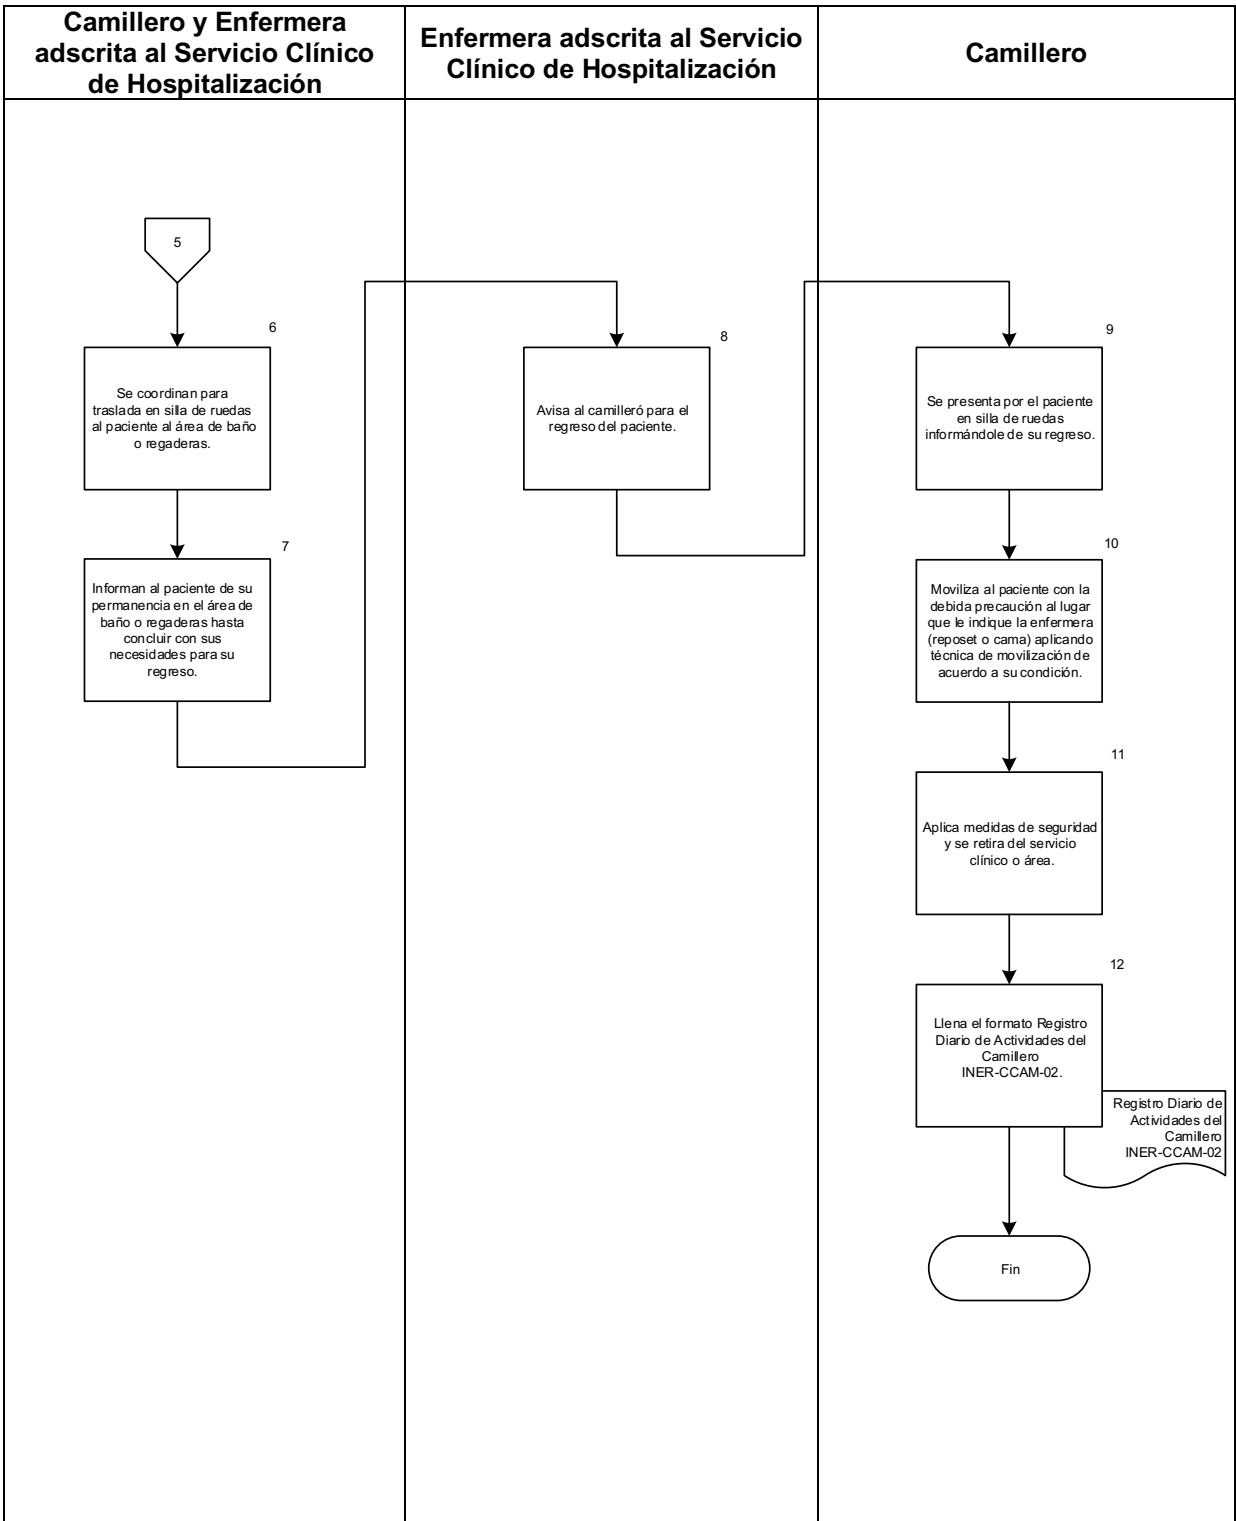 Camillero y Enfermera
adscrita al Servicio Clínico
de Hospitalización
Enfermera adscrita al Servicio
Clínico de Hospitalización
Camillero
5
6
Se coordinan para
traslada en silla de ruedas
al paciente al área de baño
o regaderas.
7
Informan al paciente de su
permanencia en el área de
baño o regaderas hasta
concluir con sus
necesidades para su
regreso.
8
Avisa al camilleró para el
regreso del paciente.
9
Se presenta por el paciente
en silla de ruedas
informándole de su regreso.
10
Moviliza al paciente con la
debida precaución al lugar
que le indique la enfermera
(reposet o cama) aplicando
técnica de movilización de
acuerdo a su condición.
11
Aplica medidas de seguridad
y se retira del servicio
clínico o área.
12
Llena el formato Registro
Diario de Actividades del
Camillero
INER-CCAM-02.
Registro Diario de
Actividades del
Camillero
INER-CCAM-02
Fin